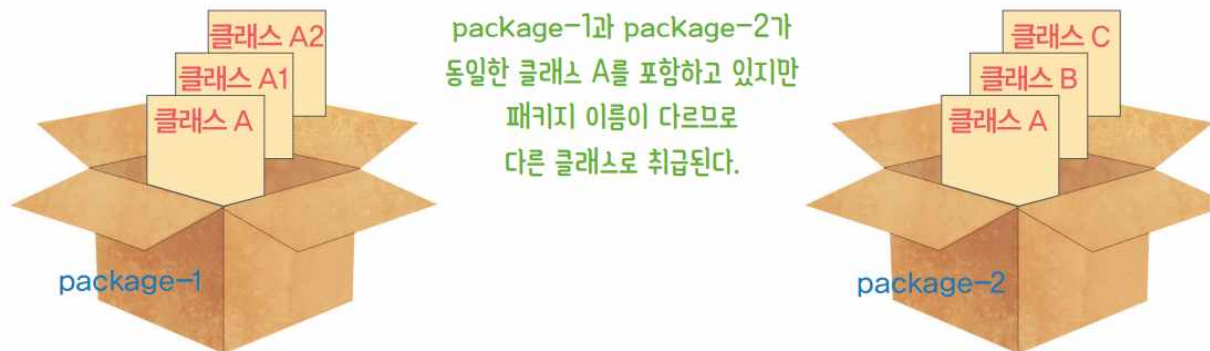 클래스 A2
클래스 A1
클래스 A
package-1
package-1과 package-2가
동일한 클래스 A를 포함하고 있지만
패키지 이름이 다르므로
다른 클래스로 취급된다.
클래스 C
클래스 B
클래스 A
package-2